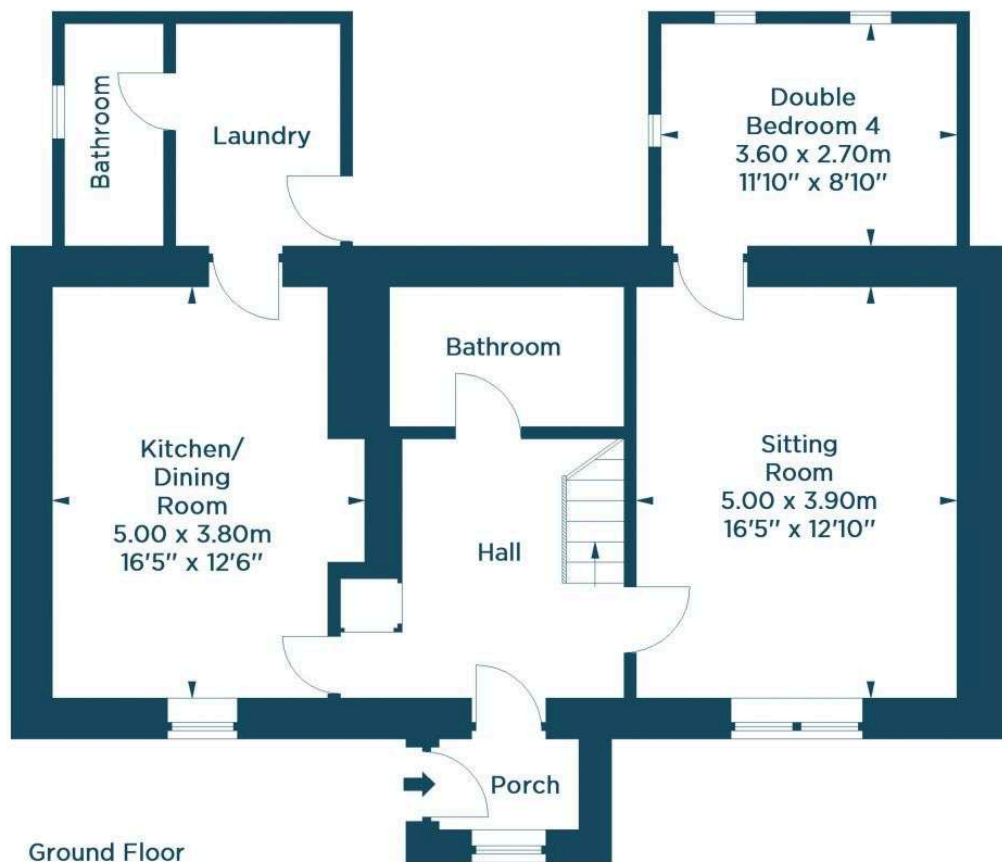 Bathroom
Laundry
Double
Bedroom 4
3.60 x 2.70m
11'10" x 8'10"
Bathroom
Kitchen/
Dining
Room
5.00 x 3.80m
16'5" x 12'6"
Hall
Sitting
Room
5.00 x 3.90m
16'5" x 12'10"
Porch
Ground Floor